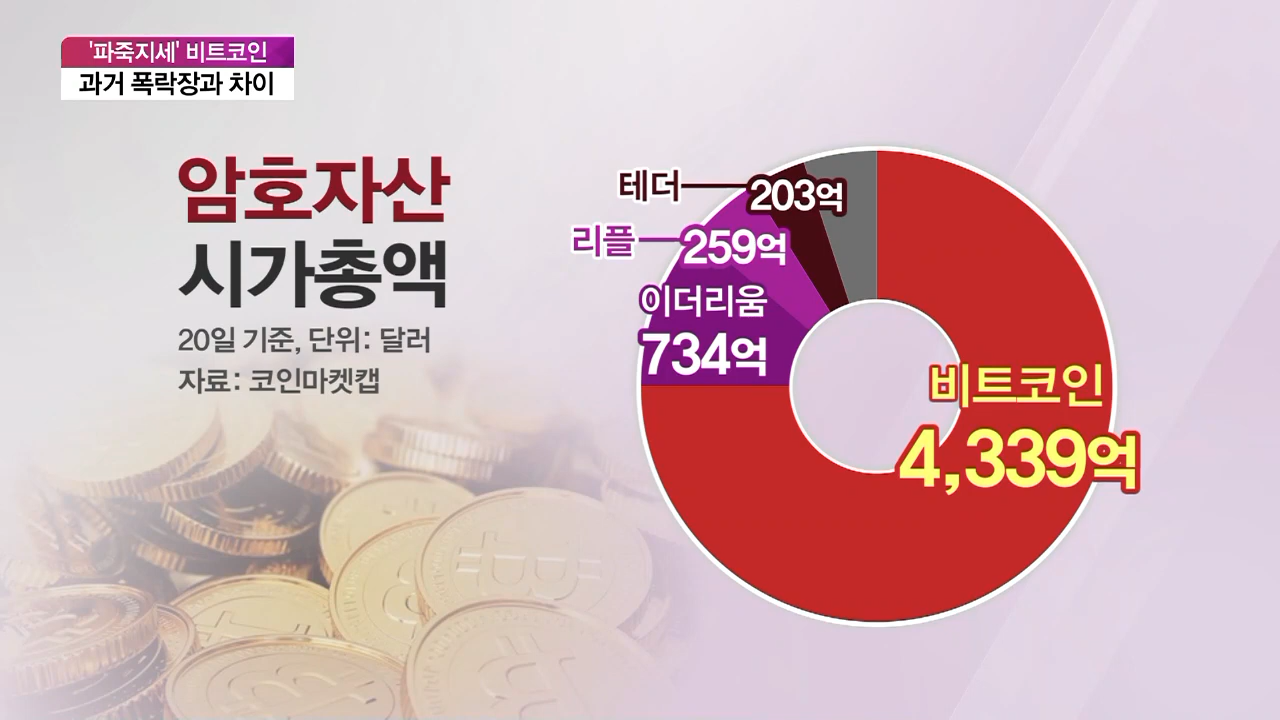 '파죽지세' 비트코인
과거 폭락장과 차이
암호자산
시가총액
20일 기준, 단위: 달러
자료: 코인마켓캡
테더 203억
리플 259억
이더리움
734억
비트코인
4,339억